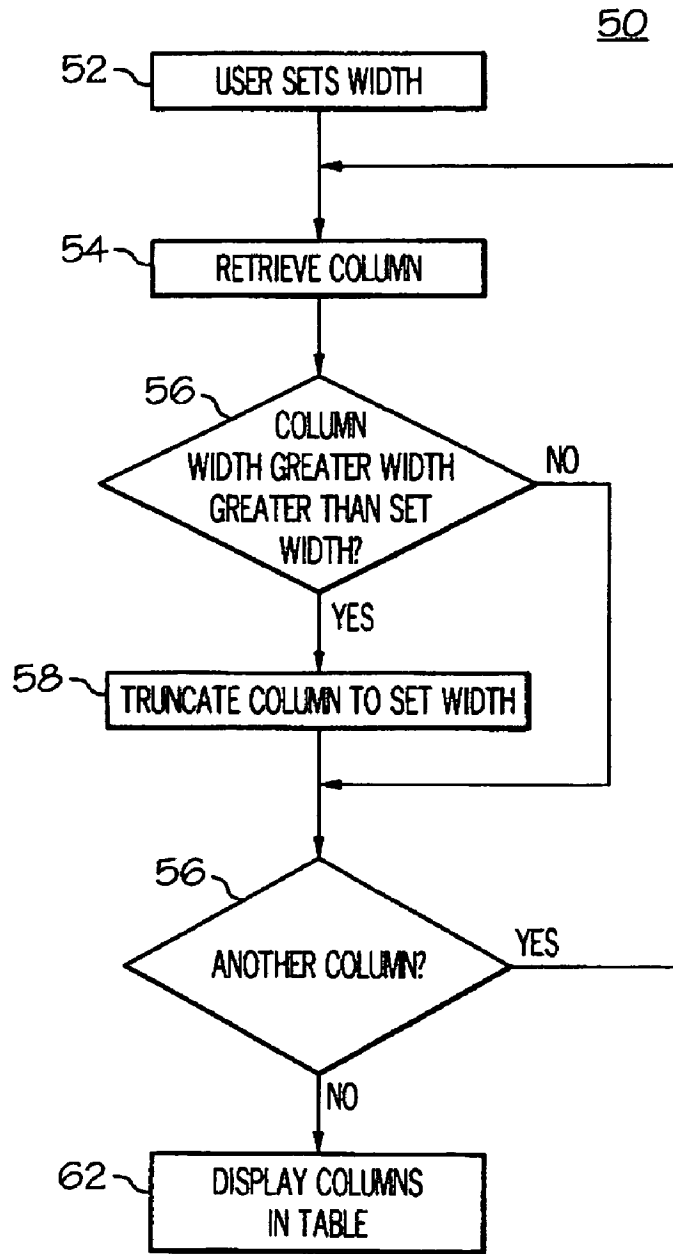 50
52
USER SETS WIDTH
54
RETRIEVE COLUMN
56
COLUMN
WIDTH GREATER WIDTH
GREATER THAN SET
WIDTH?
NO
YES
58
TRUNCATE COLUMN TO SET WIDTH
56
ANOTHER COLUMN?
YES
NO
62
DISPLAY COLUMNS
IN TABLE